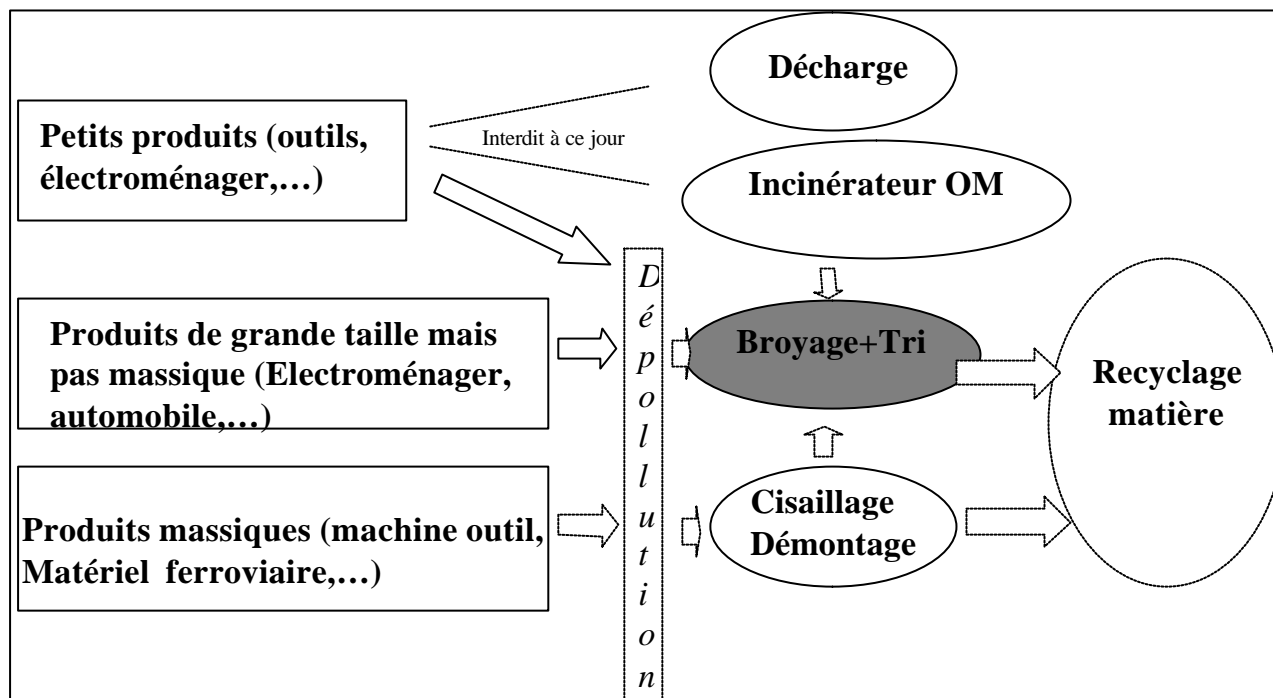 Décharge
Petits produits (outils,
électroménager,…)
Interdit à ce jour
Incinérateur OM
Dépollution
Produits de grande taille mais
pas massique (Electroménager,
automobile,…)
Broyage+Tri
Recyclage
matière
Produits massiques (machine outil,
Matériel ferroviaire,…)
Cisaillage
Démontage